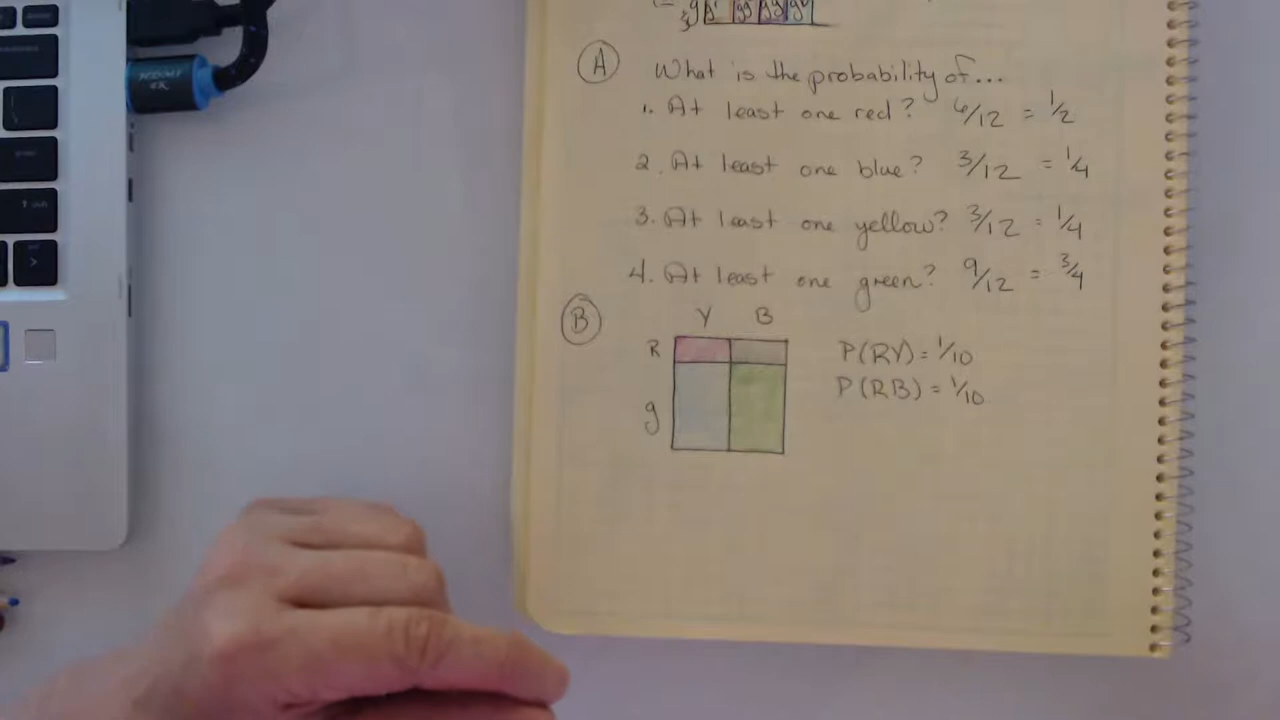 g g' gg gy g
A What is the probability of...
1. At least one red? 6/12 = 1/2
2. At least one blue? 3/12 = 1/4
3. At least one yellow? 3/12 = 1/4
4. At least one green? 9/12 = 3/4
B Y B
R P(RY) = 1/10
P(RB) = 1/10
g